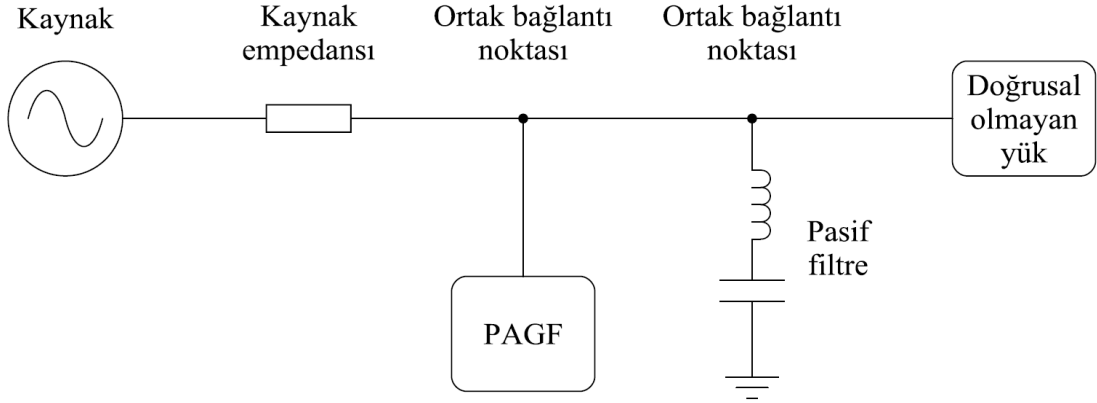 Kaynak
Kaynak
empedansı
Ortak bağlantı
noktası
Ortak bağlantı
noktası
Doğrusal
olmayan
yük
Pasif
filtre
PAGF